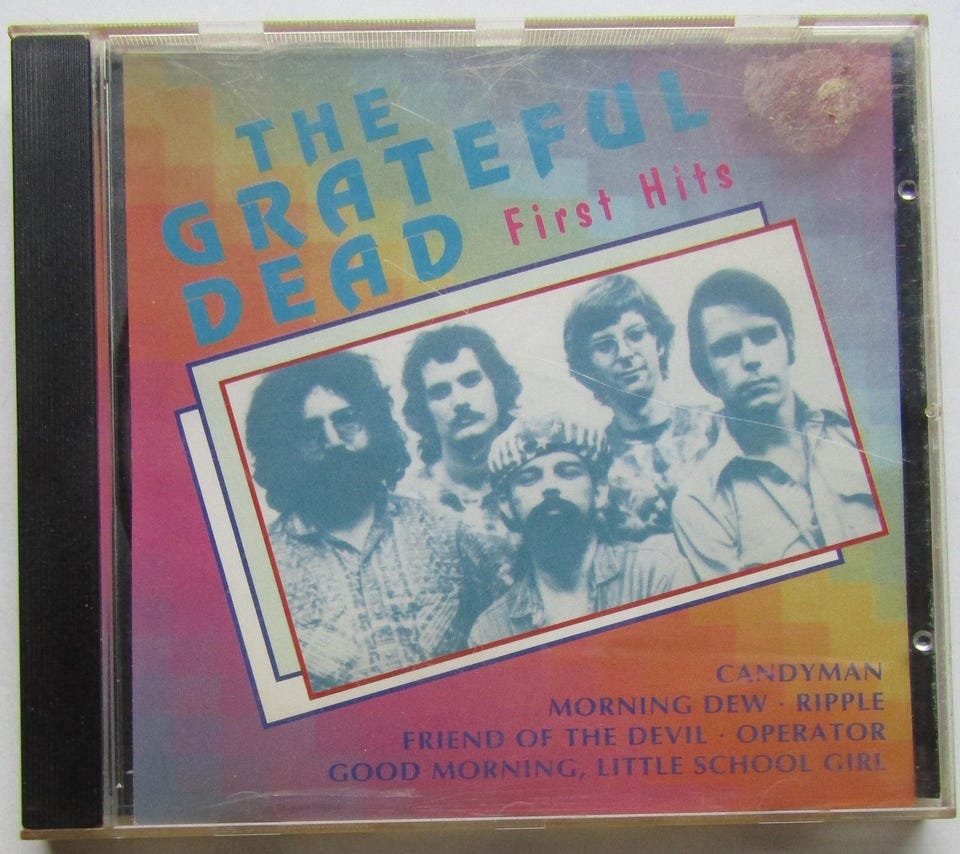 THE
GRATEFUL
DEAD
First Hits
CANDYMAN
MORNING DEW · RIPPLE
FRIEND OF THE DEVIL · OPERATOR
GOOD MORNING, LITTLE SCHOOL GIRL